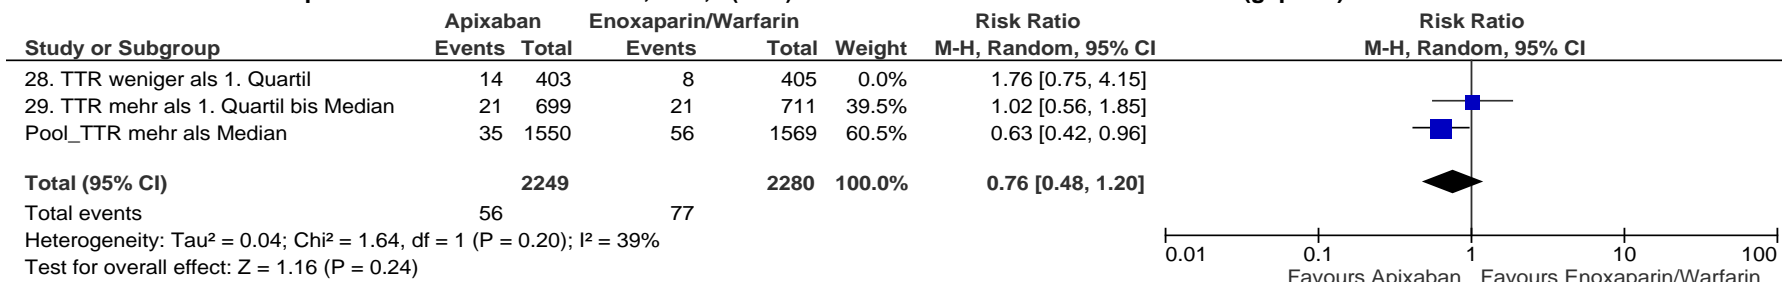 Apixaban Enoxaparin/Warfarin Risk Ratio Risk Ratio
Study or Subgroup Events Total Events Total Weight M-H, Random, 95% CI M-H, Random, 95% CI
28. TTR weniger als 1. Quartil 14 403 8 405 0.0% 1.76 [0.75, 4.15]
29. TTR mehr als 1. Quartil bis Median 21 699 21 711 39.5% 1.02 [0.56, 1.85]
Pool_TTR mehr als Median 35 1550 56 1569 60.5% 0.63 [0.42, 0.96]
Total (95% CI) 2249 2280 100.0% 0.76 [0.48, 1.20]
Total events 56 77
Heterogeneity: Tau² = 0.04; Chi² = 1.64, df = 1 (P = 0.20); I² = 39%
Test for overall effect: Z = 1.16 (P = 0.24)
0.01 0.1 1 10 100
Favours Apixaban Favours Enoxaparin/Warfarin